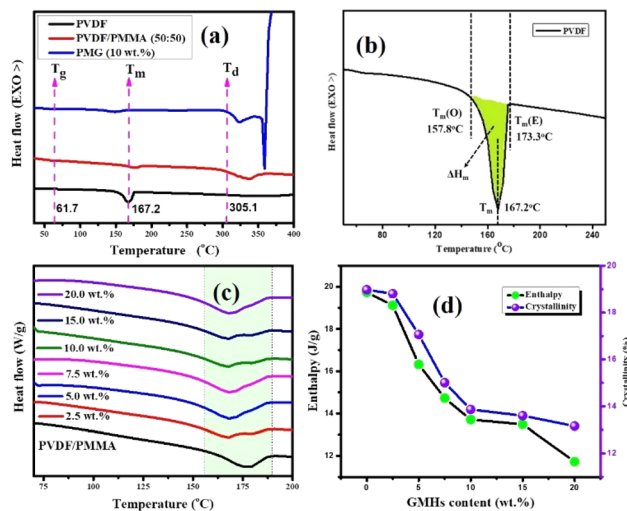 PVDF
PVDF/PMMA (50:50)
PMG (10 wt.%)
(a)
Tg
Tm
Td
61.7
167.2
305.1
Heat flow (EXO >)
50 100 150 200 250 300 350 400
Temperature (°C)
(b)
PVDF
Tm(O)
157.8°C
Tm(E)
173.3°C
ΔHm
Tm
167.2°C
Heat flow (EXO >)
80 120 160 200 240
Temperature (°C)
(c)
20.0 wt.%
15.0 wt.%
10.0 wt.%
7.5 wt.%
5.0 wt.%
2.5 wt.%
PVDF/PMMA
Heat flow (W/g)
75 100 125 150 175 200
Temperature (°C)
(d)
Enthalpy
Crystallinity
Enthalpy (J/g)
20
18
16
14
12
Crystallinity (%)
20
19
18
17
16
15
14
13
12
11
0 5 10 15 20
GMHs content (wt.%)